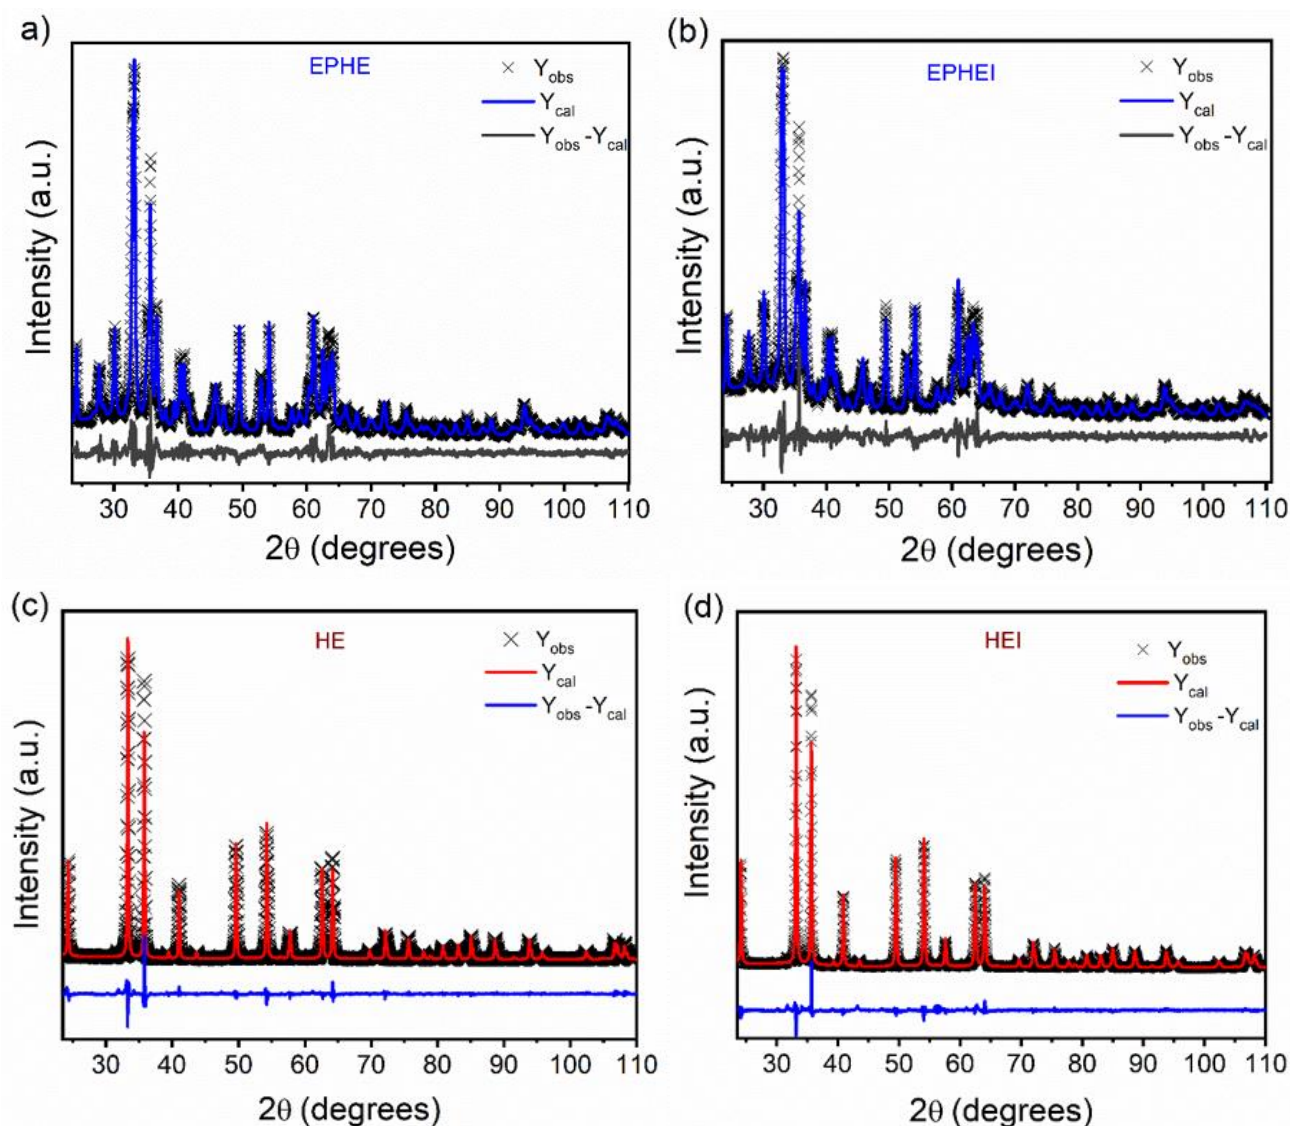 a)
EPHE
Yobs
Ycal
Yobs -Ycal
Intensity (a.u.)
30 40 50 60 70 80 90 100 110
2θ (degrees)
(b)
EPHEI
Yobs
Ycal
Yobs -Ycal
Intensity (a.u.)
30 40 50 60 70 80 90 100 110
2θ (degrees)
(c)
HE
Yobs
Ycal
Yobs -Ycal
Intensity (a.u.)
30 40 50 60 70 80 90 100 110
2θ (degrees)
(d)
HEI
Yobs
Ycal
Yobs -Ycal
Intensity (a.u.)
30 40 50 60 70 80 90 100 110
2θ (degrees)